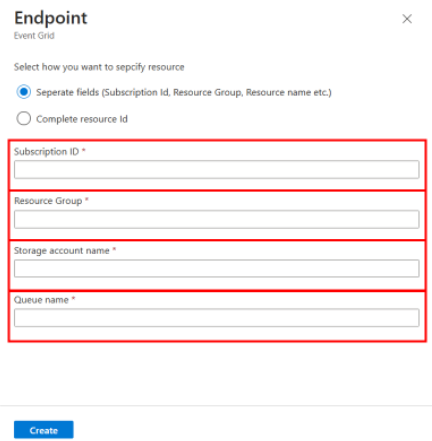 Endpoint
Event Grid
Select how you want to sepcify resource
Seperate fields (Subscription Id, Resource Group, Resource name etc.)
Complete resource Id
Subscription ID *
Resource Group *
Storage account name *
Queue name *
Create